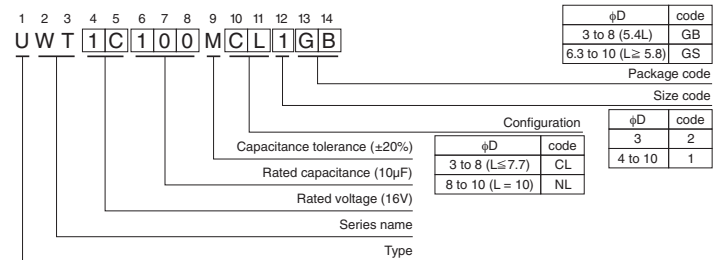 1 2 3 4 5 6 7 8 9 10 11 12 13 14
U W T 1 C 1 0 0 M C L 1 G B
φD code
3 to 8 (5.4L) GB
6.3 to 10 (L≧ 5.8) GS
Package code
Size code
Configuration
φD code
3 2
4 to 10 1
Capacitance tolerance (±20%)
φD code
3 to 8 (L≦7.7) CL
8 to 10 (L = 10) NL
Rated capacitance (10μF)
Rated voltage (16V)
Series name
Type